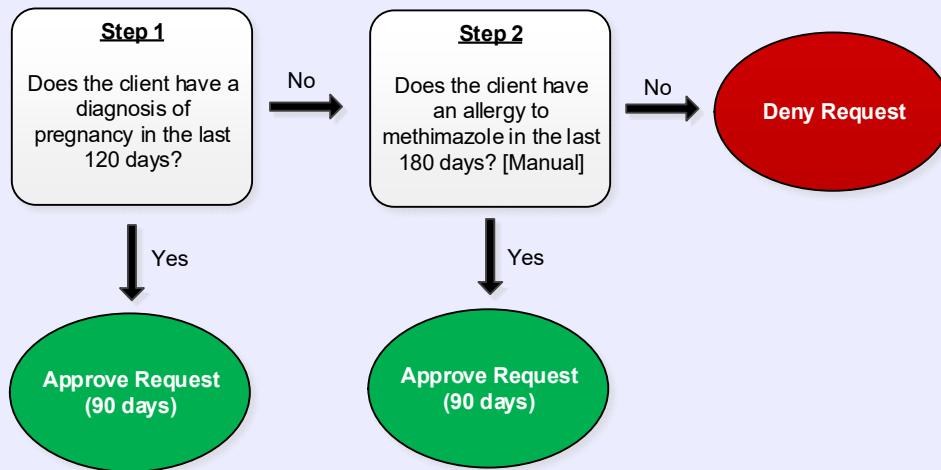 Step 1
Does the client have a
diagnosis of
pregnancy in the last
120 days?
No
Step 2
Does the client have
an allergy to
methimazole in the last
180 days? [Manual]
No
Deny Request
Yes
Yes
Approve Request
(90 days)
Approve Request
(90 days)